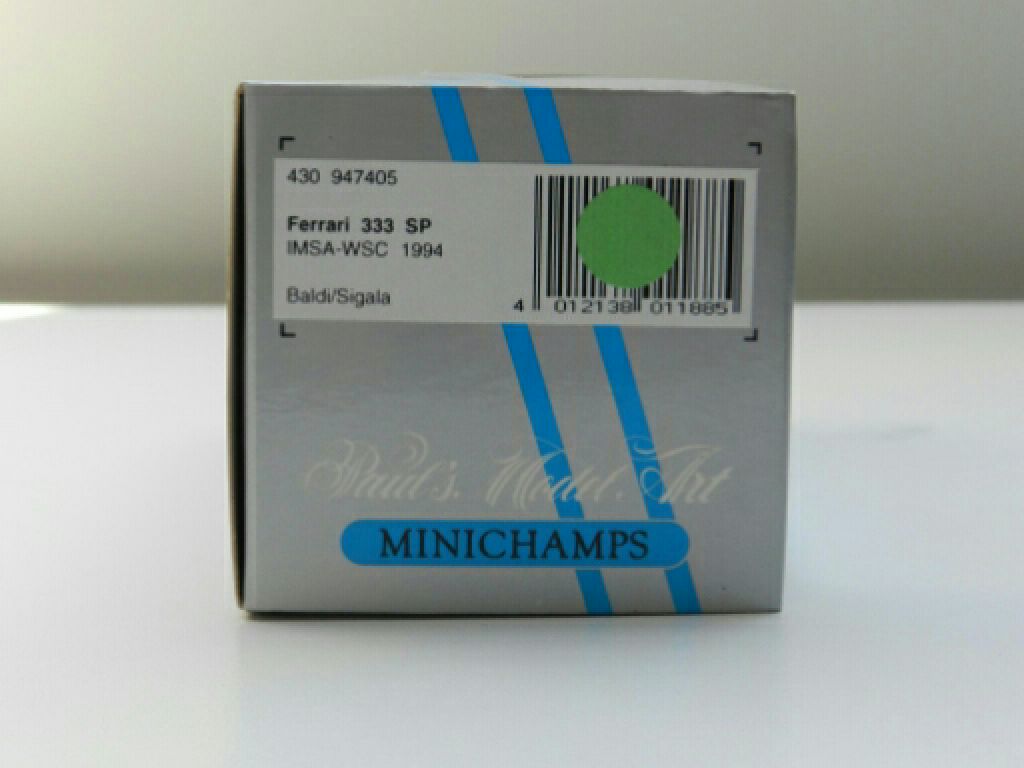 430 947405
Ferrari 333 SP
IMSA-WSC 1994
Baldi/Sigala
4 012138 011885
Paul's Model Art
MINICHAMPS